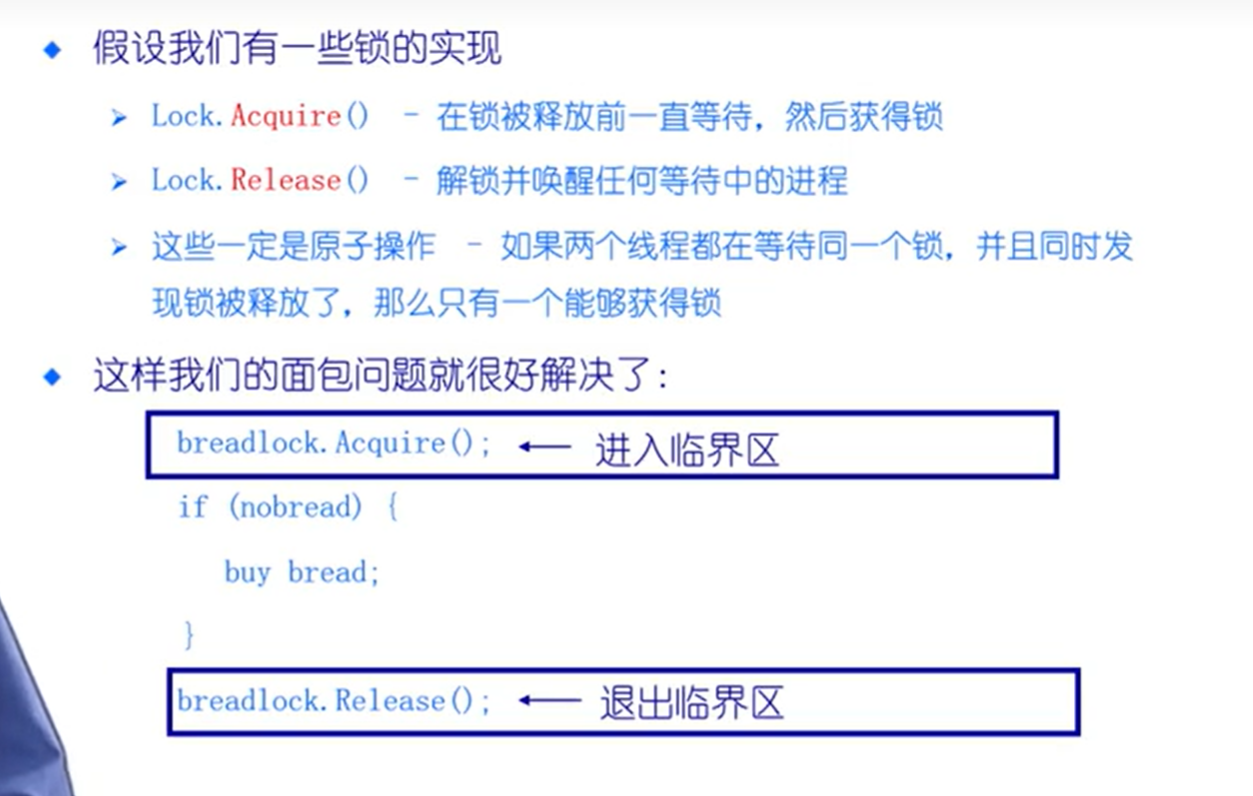 假设我们有一些锁的实现
Lock.Acquire() - 在锁被释放前一直等待，然后获得锁
Lock.Release() - 解锁并唤醒任何等待中的进程
这些一定是原子操作 - 如果两个线程都在等待同一个锁，并且同时发
现锁被释放了，那么只有一个能够获得锁
这样我们的面包问题就很好解决了：
breadlock.Acquire(); ← 进入临界区
if (nobread) {
buy bread;
}
breadlock.Release(); ← 退出临界区